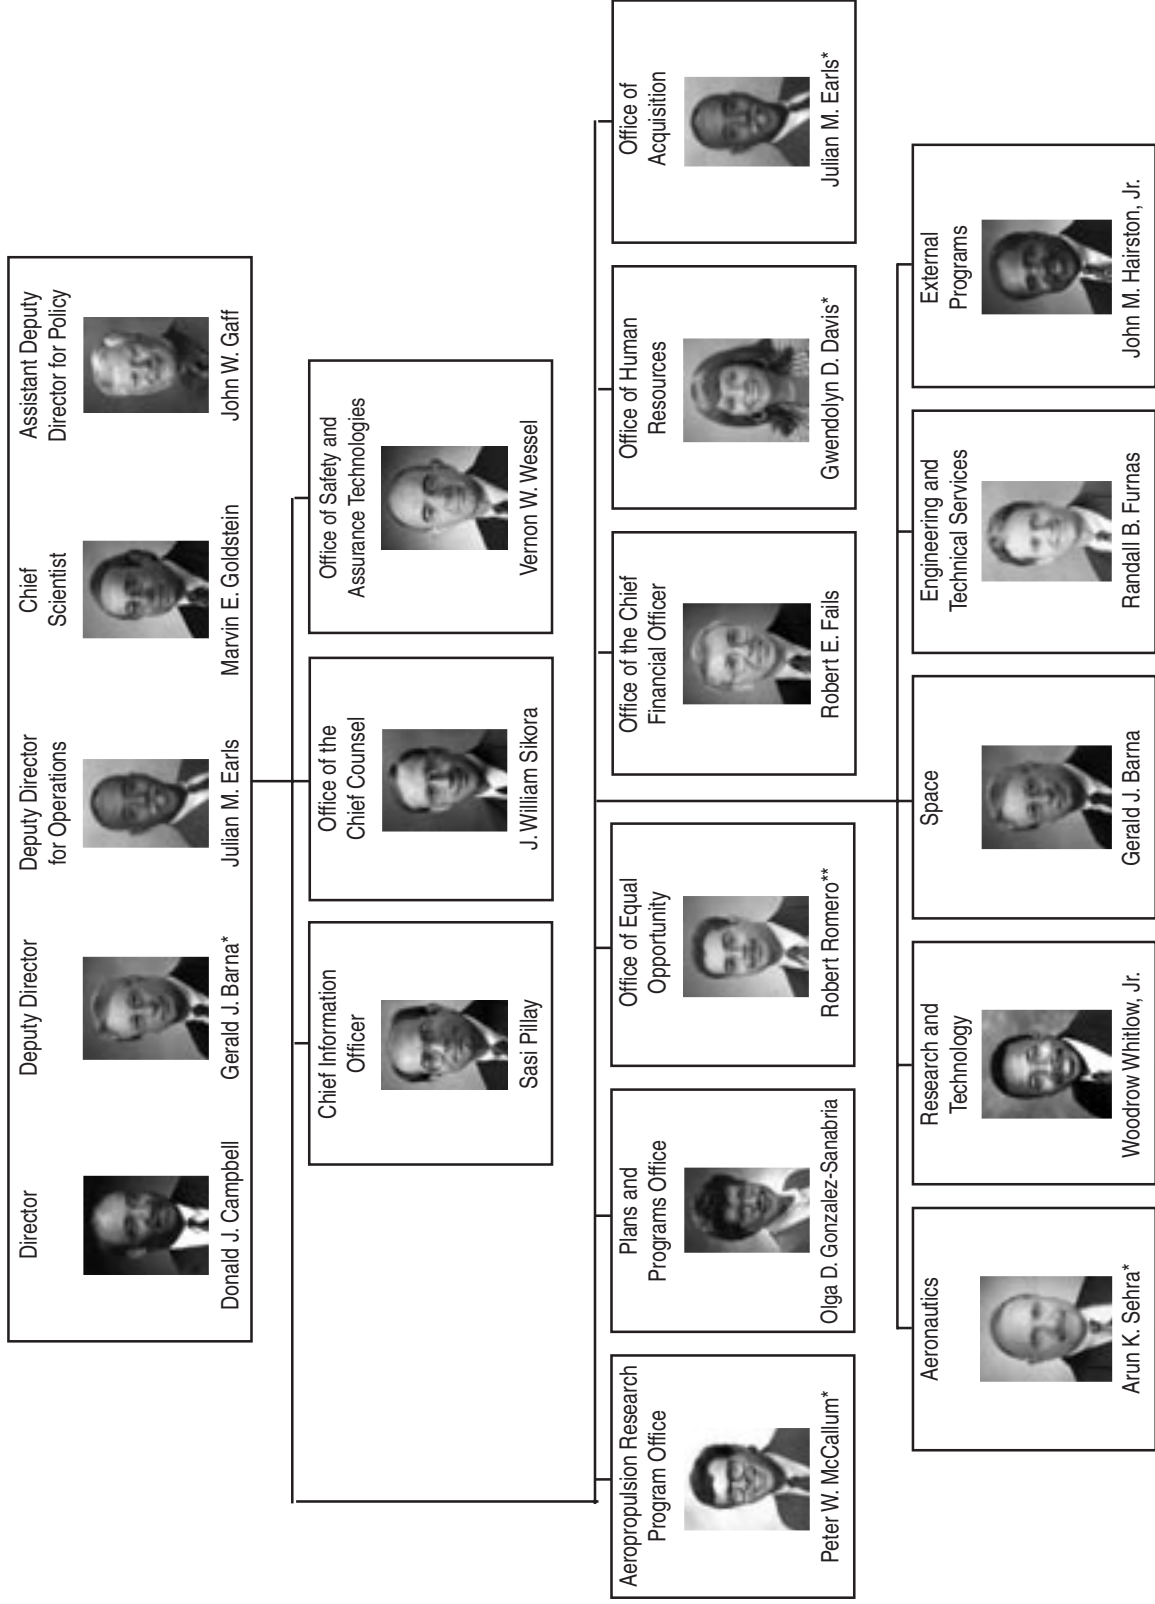 Director
Donald J. Campbell
Deputy Director
Gerald J. Barna*
Deputy Director
for Operations
Julian M. Earls
Chief
Scientist
Marvin E. Goldstein
Assistant Deputy
Director for Policy
John W. Gaff
Chief Information
Officer
Sasi Pillay
Office of the
Chief Counsel
J. William Sikora
Office of Safety and
Assurance Technologies
Vernon W. Wessel
Aeropropulsion Research
Program Office
Peter W. McCallum*
Plans and
Programs Office
Olga D. Gonzalez-Sanabria
Office of Equal
Opportunity
Robert Romero**
Office of the Chief
Financial Officer
Robert E. Fails
Office of Human
Resources
Gwendolyn D. Davis*
Office of
Acquisition
Julian M. Earls*
Aeronautics
Arun K. Sehra*
Research and
Technology
Woodrow Whitlow, Jr.
Space
Gerald J. Barna
Engineering and
Technical Services
Randall B. Furnas
External
Programs
John M. Hairston, Jr.